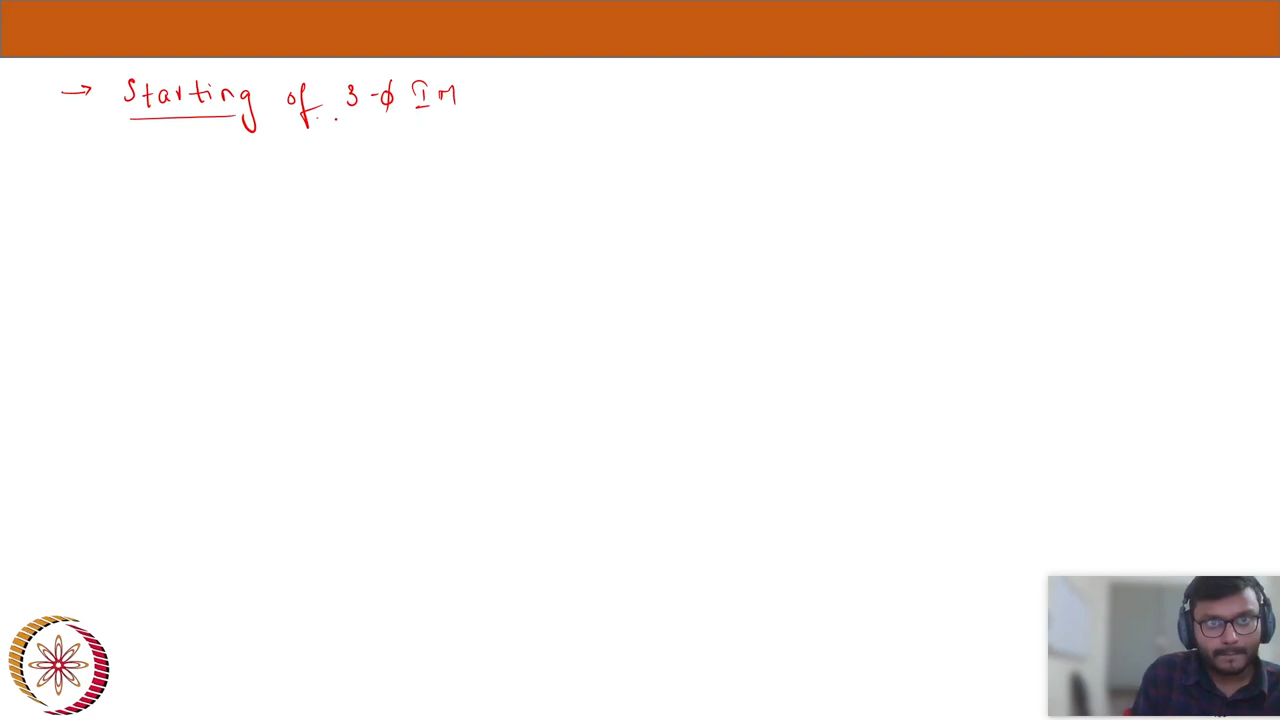 → Starting of 3-ϕ IM